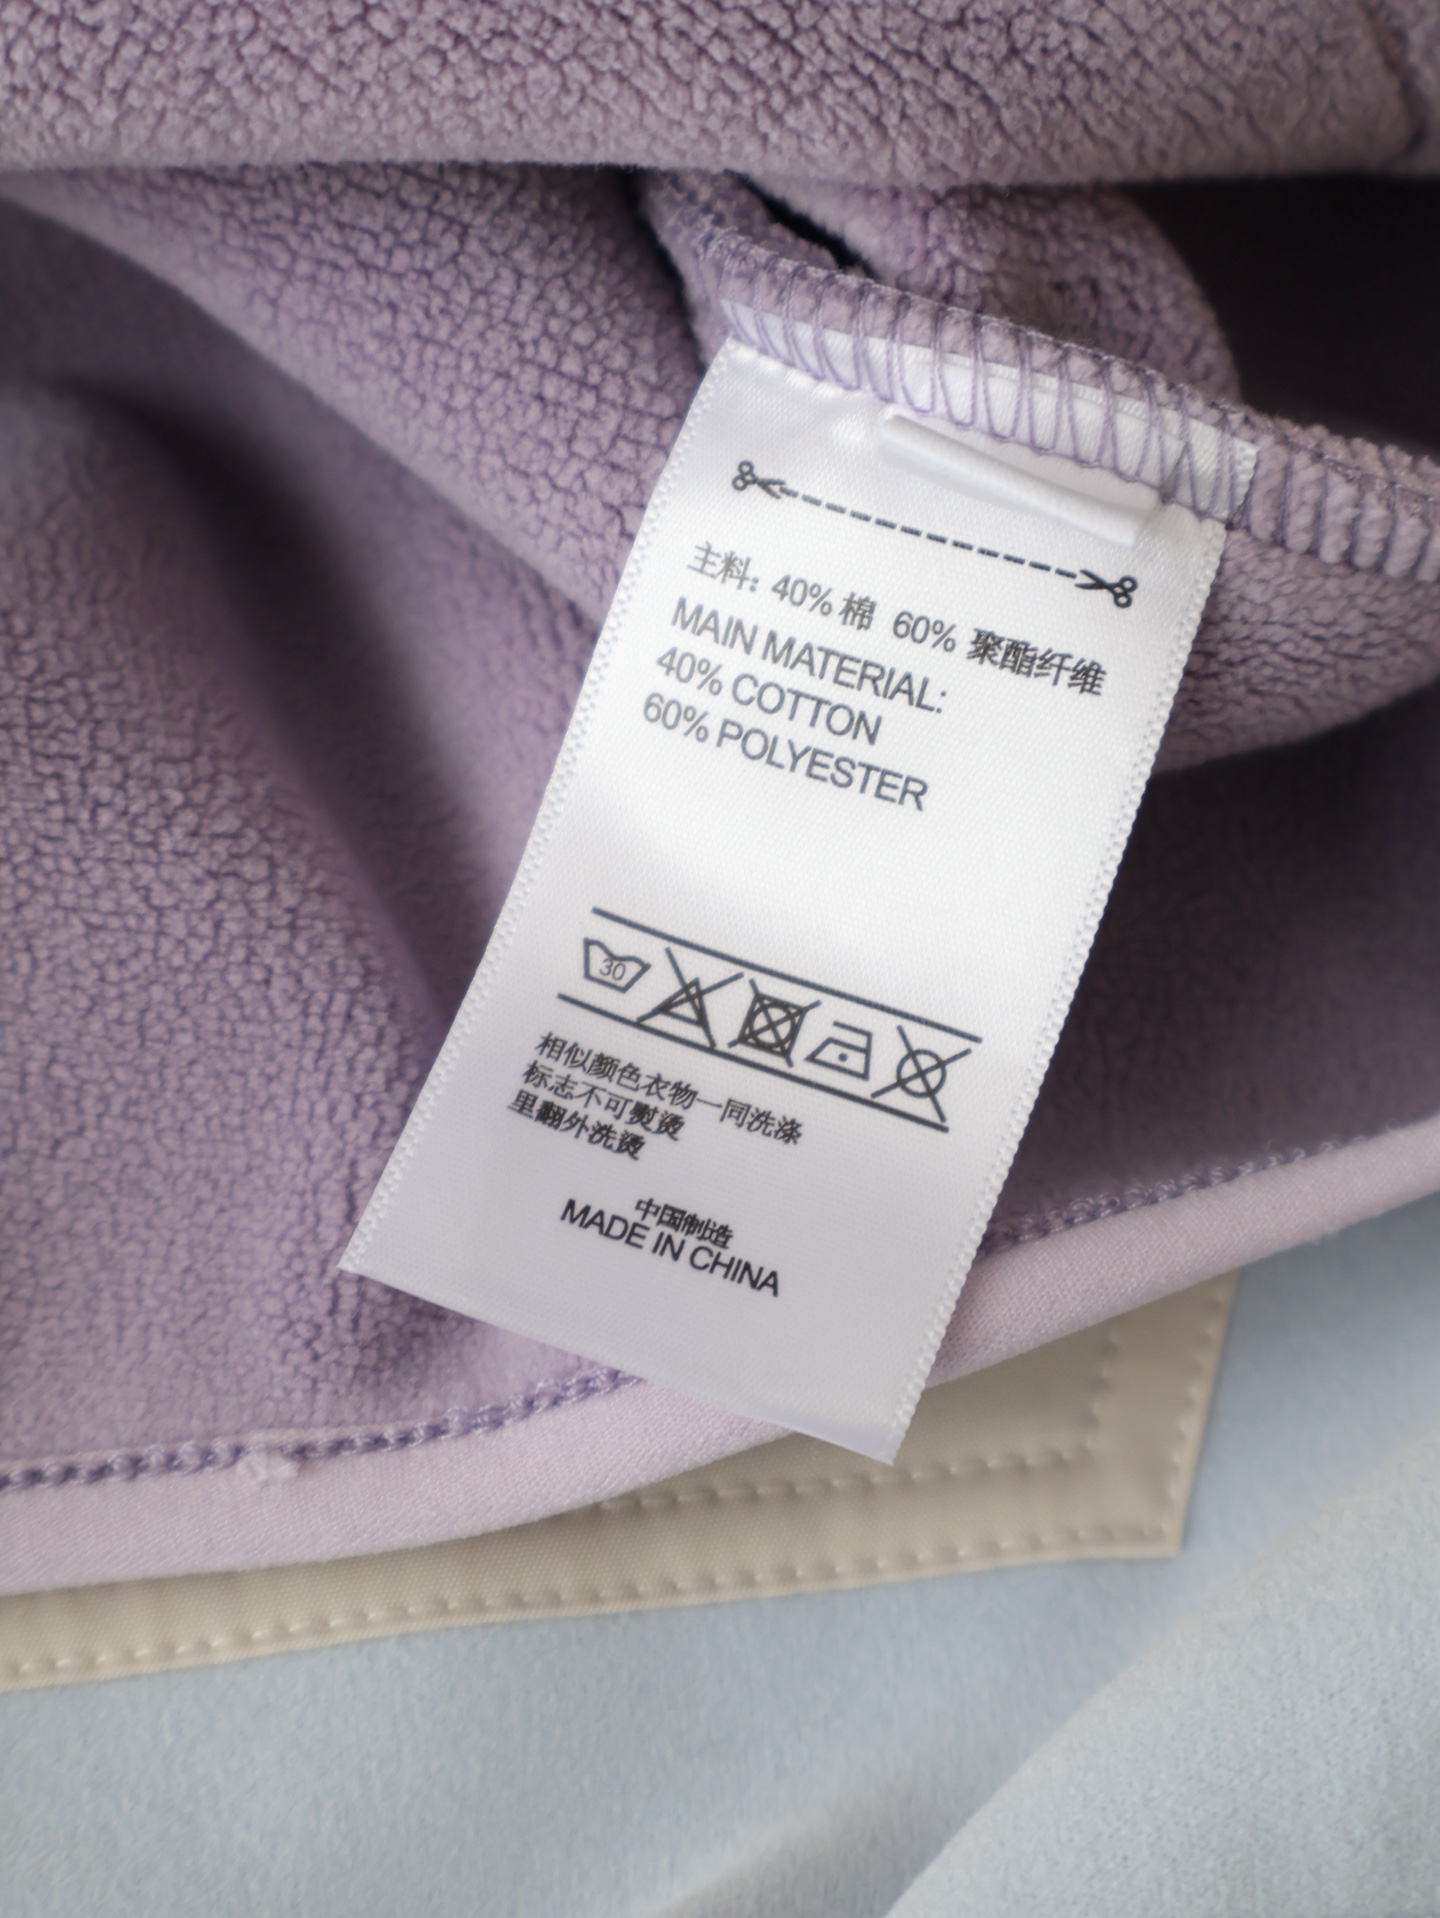 主料: 40% 棉 60% 聚酯纤维
MAIN MATERIAL:
40% COTTON
60% POLYESTER
30
相似颜色衣物一同洗涤
标志不可熨烫
里翻外洗烫
中国制造
MADE IN CHINA